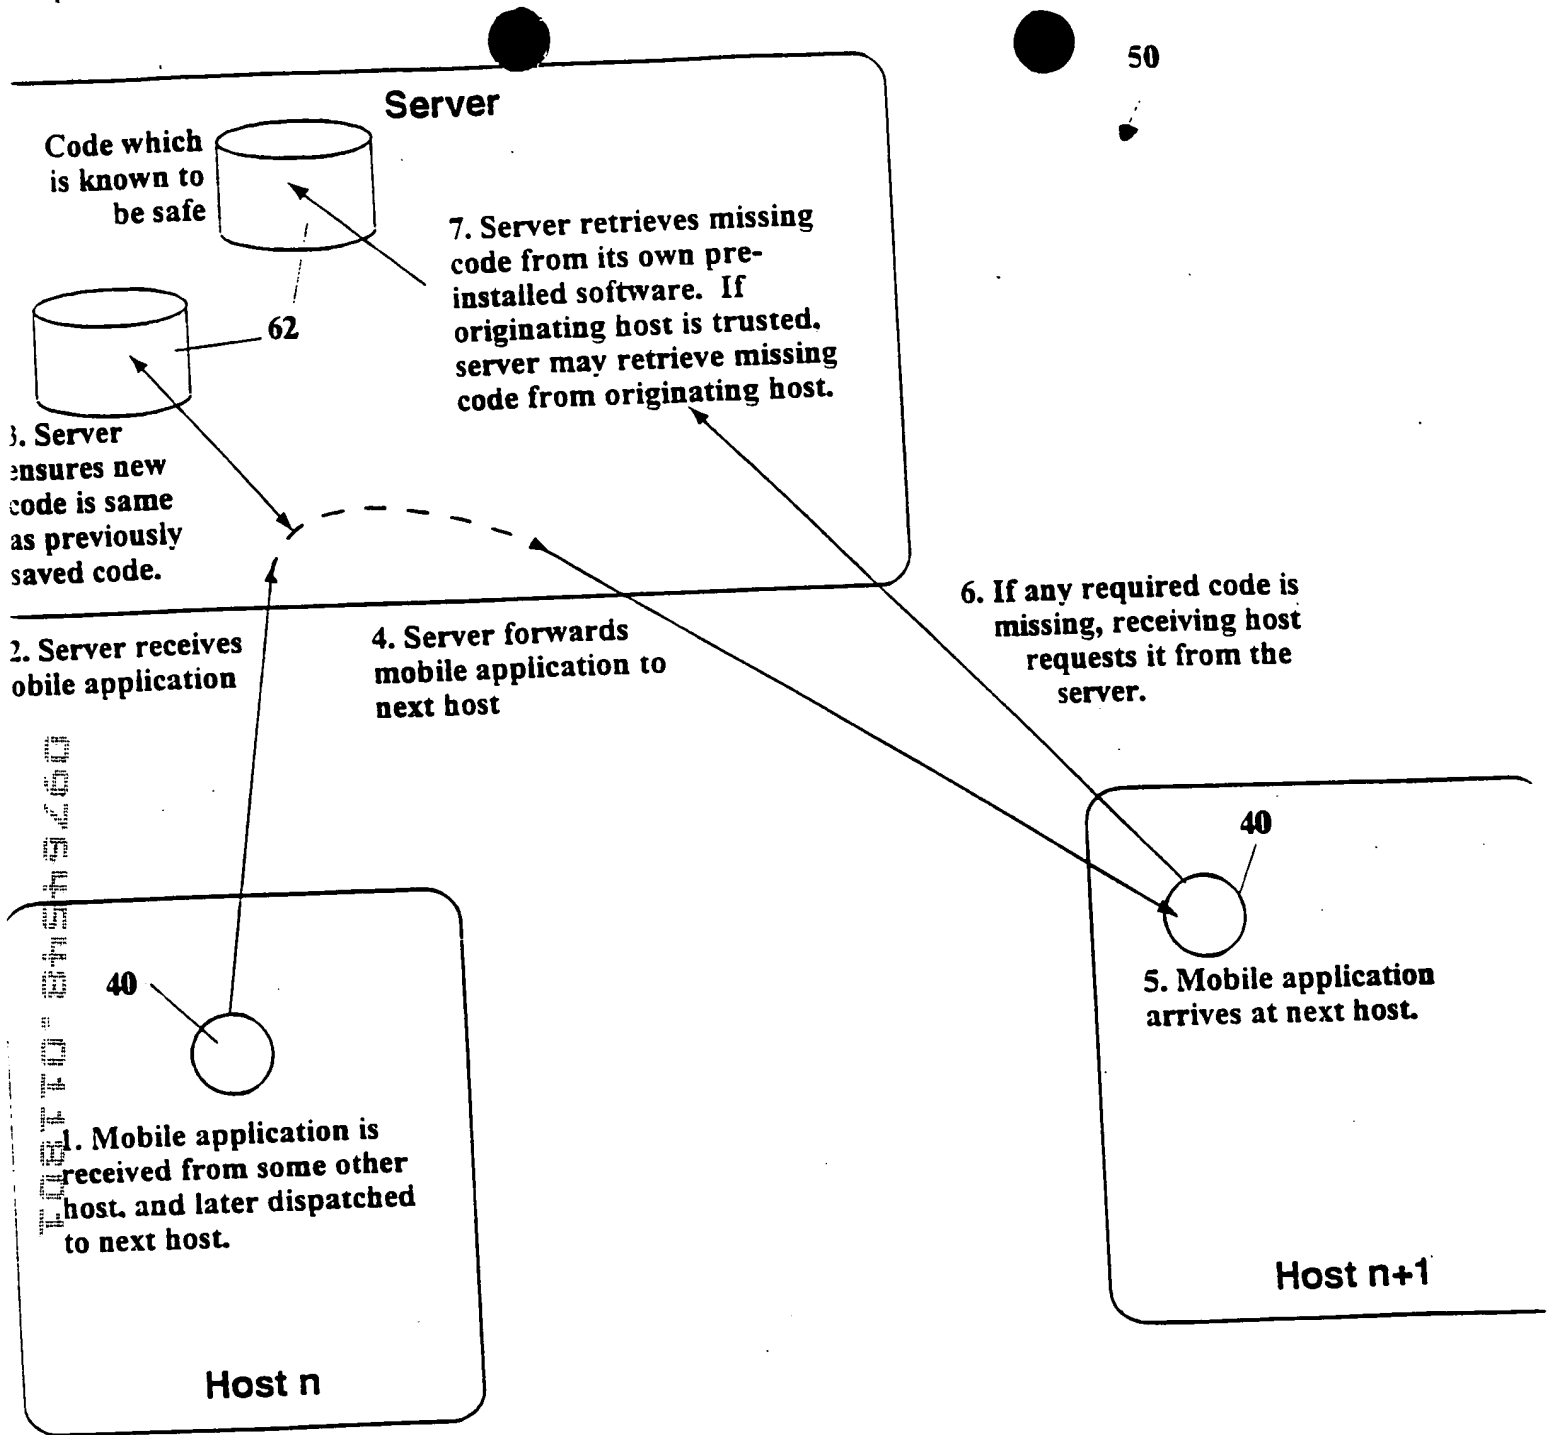 50
Server
Code which
is known to
be safe
7. Server retrieves missing
code from its own pre-
installed software. If
originating host is trusted,
server may retrieve missing
code from originating host.
62
3. Server
ensures new
code is same
as previously
saved code.
2. Server receives
obile application
4. Server forwards
mobile application to
next host
6. If any required code is
missing, receiving host
requests it from the
server.
40
5. Mobile application
arrives at next host.
Host n+1
40
1. Mobile application is
received from some other
host, and later dispatched
to next host.
Host n
09764548.011801